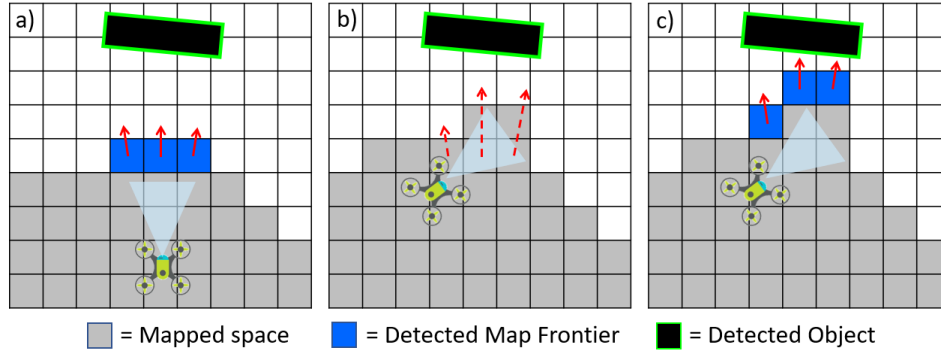 a)
b)
c)
= Mapped space
= Detected Map Frontier
= Detected Object